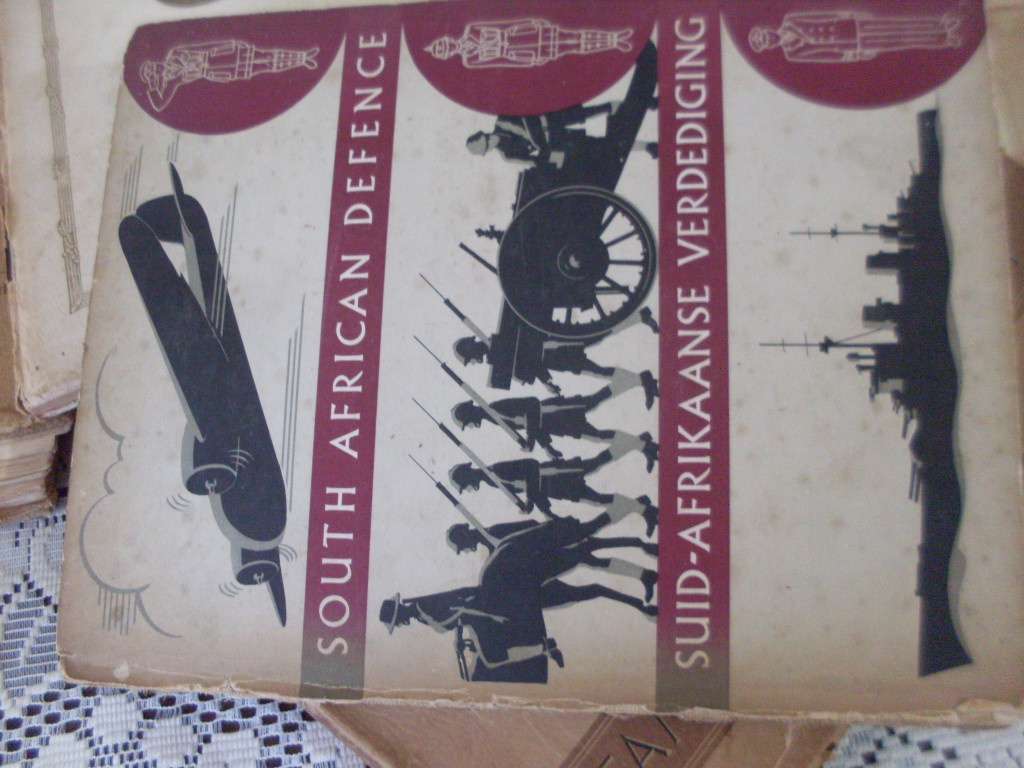 SOUTH AFRICAN DEFENCE
SUID-AFRIKAANSE VERDEDIGING